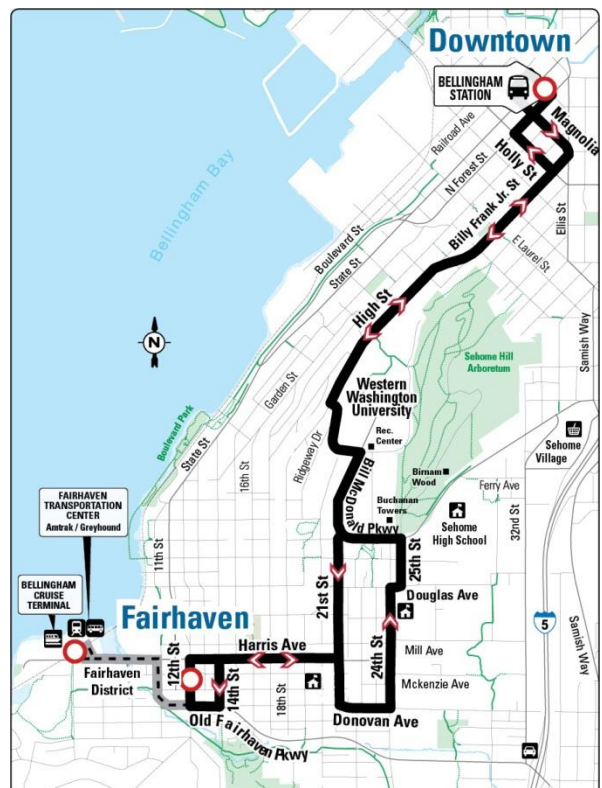 Downtown
BELLINGHAM
STATION
Magnolia
Holly St
Railroad Ave
N Forest St
Billy Frank Jr. St
Ellis St
E Laurel St
Bellingham Bay
Boulevard St
State St
High St
Samish Way
N
Sehome Hill
Arboretum
Garden St
Western
Washington
University
Boulevard Park
State St
Ridgeway Dr
Rec.
Center
Sehome
Village
16th St
Bill McDonald Pkwy
Birnam
Wood
Ferry Ave
32nd St
FAIRHAVEN
TRANSPORTATION
CENTER
Amtrak / Greyhound
Buchanan
Towers
Sehome
High School
11th St
25th St
BELLINGHAM
CRUISE
TERMINAL
21st St
Douglas Ave
5
Samish Way
Fairhaven
Harris Ave
24th St
Mill Ave
12th St
14th St
18th St
Mckenzie Ave
Fairhaven
District
Old Fairhaven Pkwy
Donovan Ave